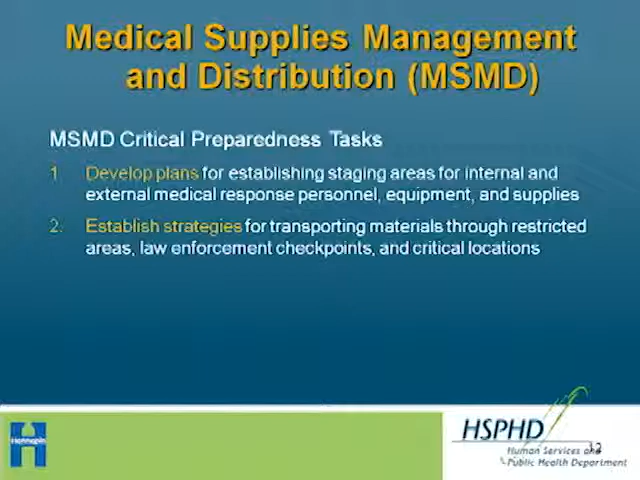 Medical Supplies Management
and Distribution (MSMD)
MSMD Critical Preparedness Tasks
1. Develop plans for establishing staging areas for internal and
external medical response personnel, equipment, and supplies
2. Establish strategies for transporting materials through restricted
areas, law enforcement checkpoints, and critical locations
Hennepin
HSPHD
12
Human Services and
Public Health Department